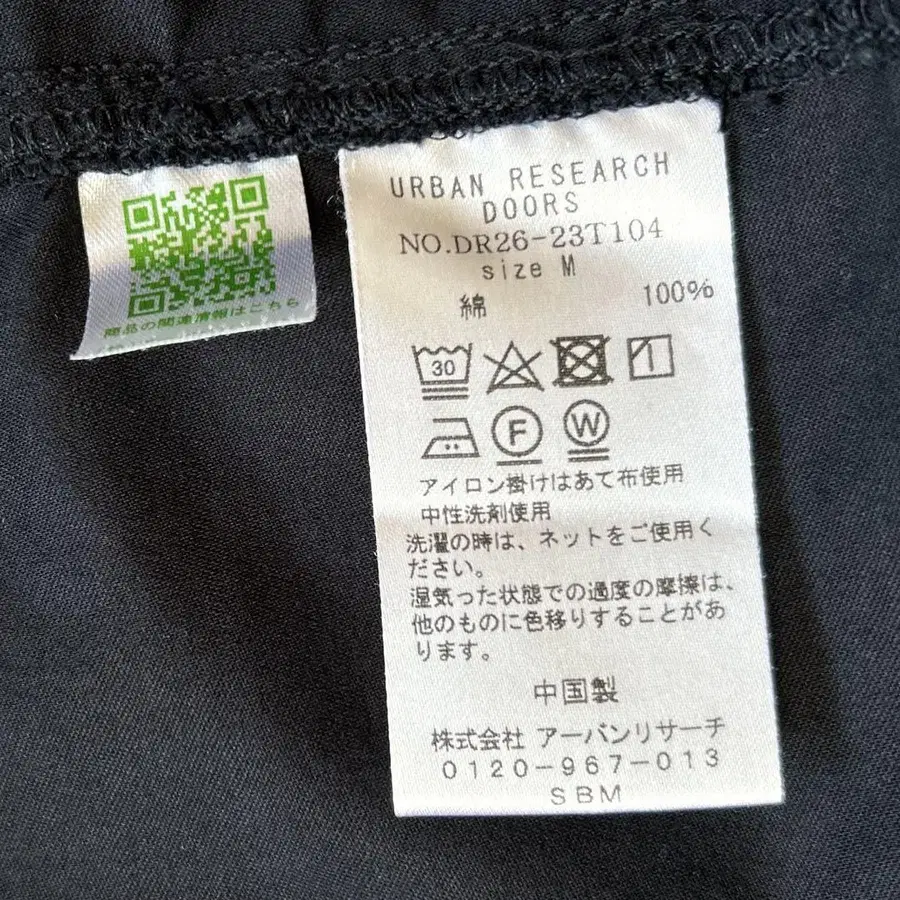 商品の関連情報はこちら
URBAN RESEARCH
DOORS
NO.DR26-23T104
size M
綿 100%
30
F W
アイロン掛けはあて布使用
中性洗剤使用
洗濯の時は、ネットをご使用く
ださい。
湿気った状態での過度の摩擦は、
他のものに色移りすることがあ
ります。
中国製
株式会社 アーバンリサーチ
0120-967-013
SBM